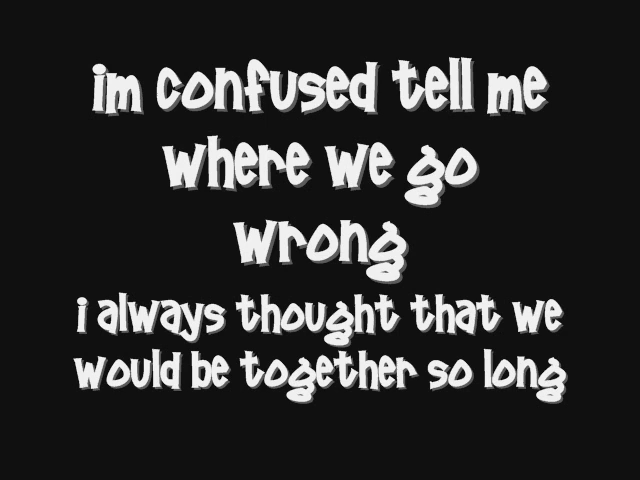 im confused tell me
where we go
wrong
i always thought that we
would be together so long